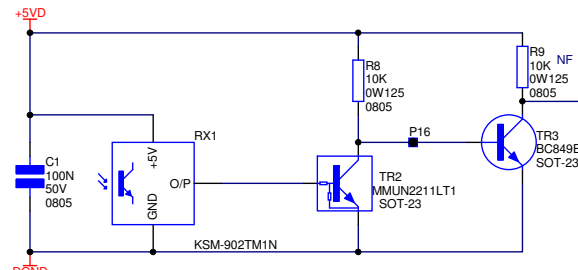 +5VD
R8
10K
0W125
0805
R9
10K
0W125
0805
NF
C1
100N
50V
0805
RX1
+5V
O/P
GND
KSM-902TM1N
P16
TR2
MMUN2211LT1
SOT-23
TR3
BC849B
SOT-23